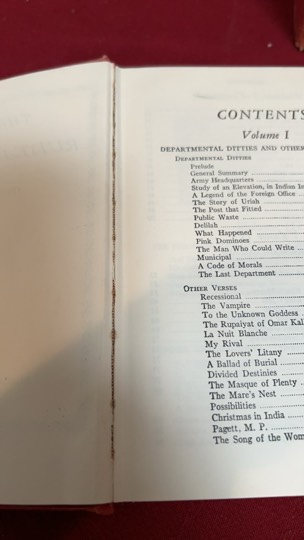 CONTENTS
Volume I
DEPARTMENTAL DITTIES AND OTHER
DEPARTMENTAL DITTIES
Prelude
General Summary
Army Headquarters
Study of an Elevation, in Indian In
A Legend of the Foreign Office
The Story of Uriah
The Post that Fitted
Public Waste
Delilah
What Happened
Pink Dominoes
The Man Who Could Write
Municipal
A Code of Morals
The Last Department
OTHER VERSES
Recessional
The Vampire
To the Unknown Goddess
The Rupaiyat of Omar Kal
La Nuit Blanche
My Rival
The Lovers' Litany
A Ballad of Burial
Divided Destinies
The Masque of Plenty
The Mare's Nest
Possibilities
Christmas in India
Pagett, M. P.
The Song of the Wom